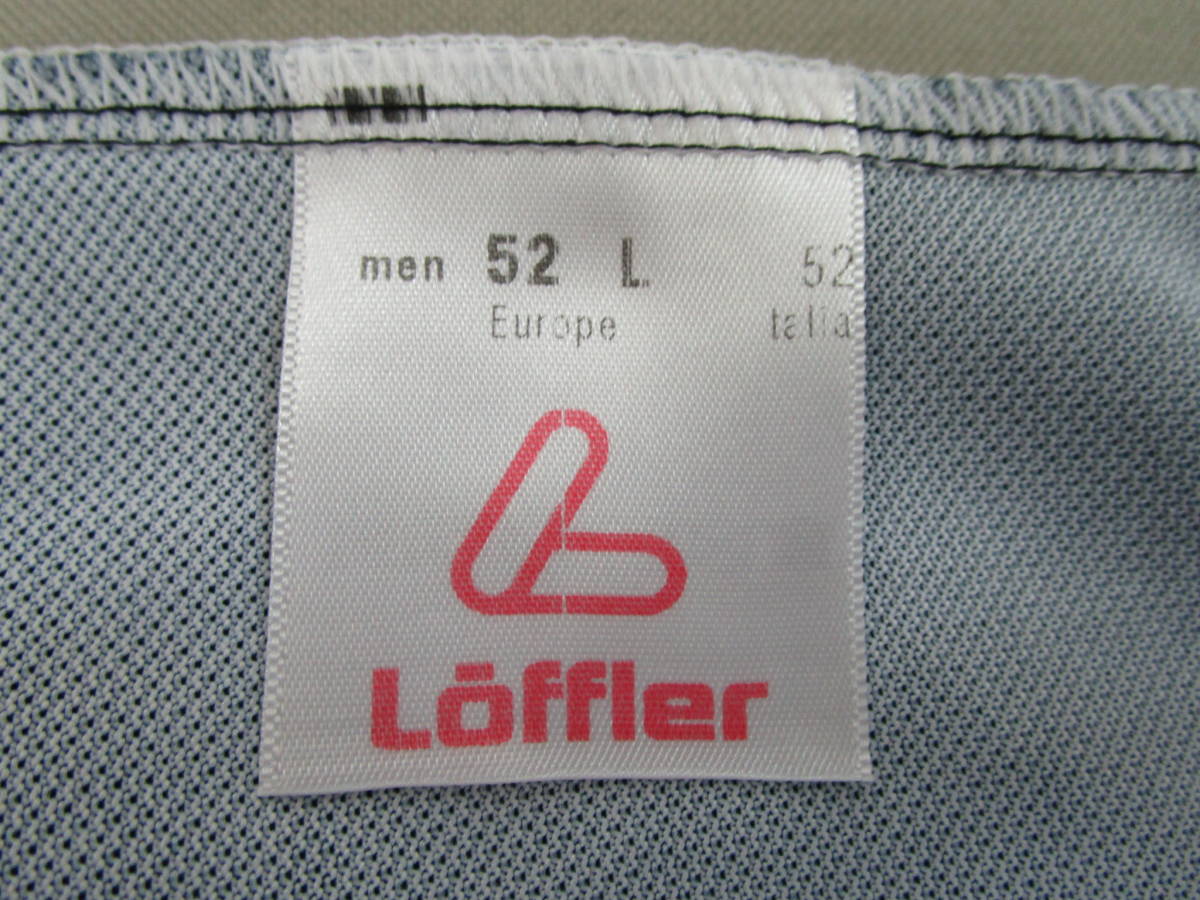 men 52 L 52
Europe talia
Löffler